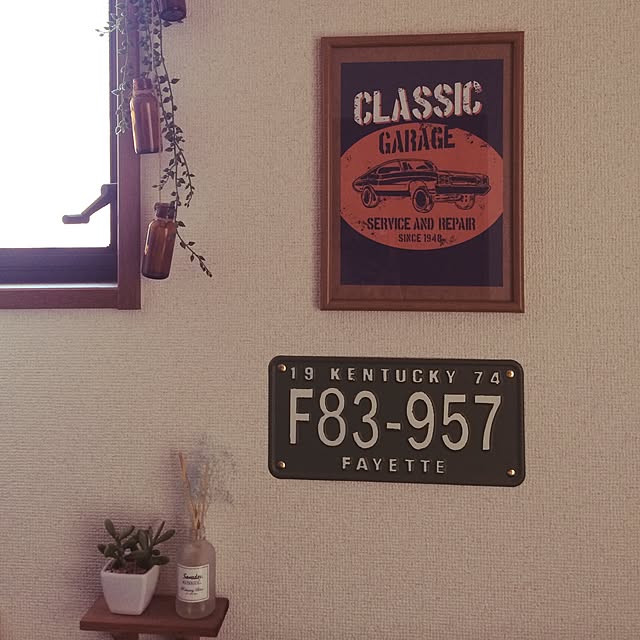 CLASSIC
GARAGE
SERVICE AND REPAIR
SINCE 1948
19 KENTUCKY 74
F83-957
FAYETTE